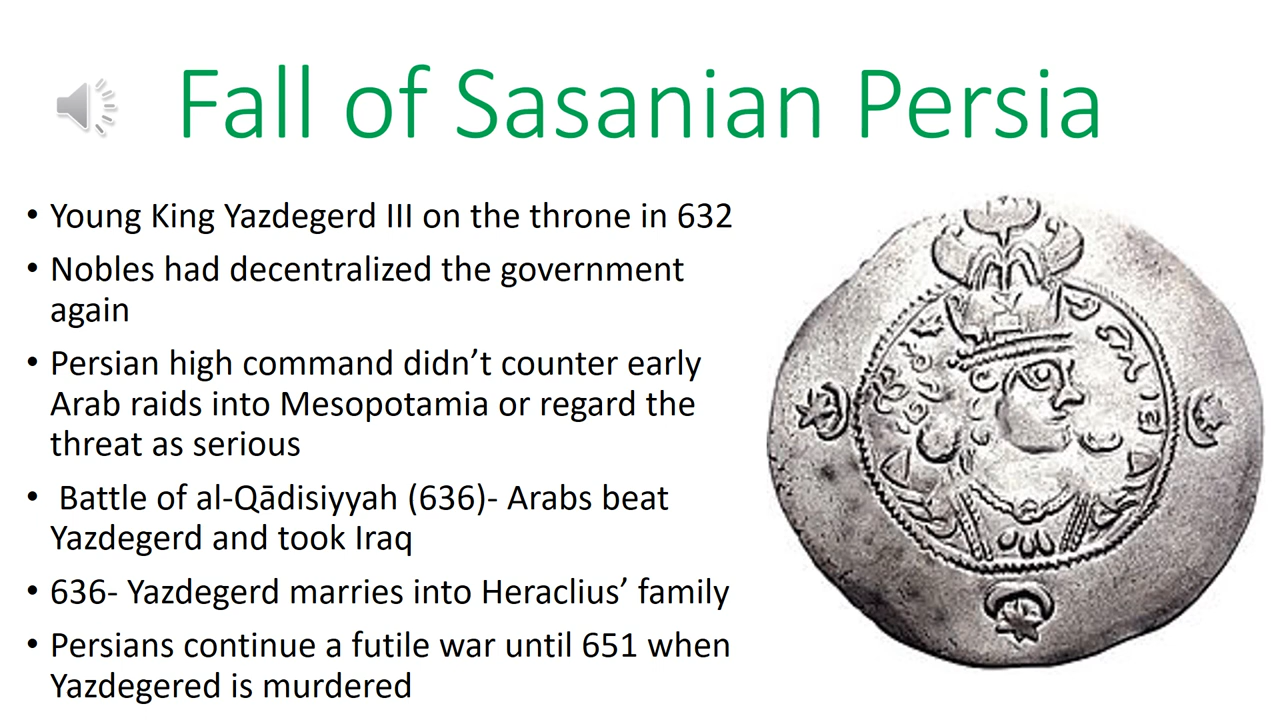 Fall of Sasanian Persia
• Young King Yazdegerd III on the throne in 632
• Nobles had decentralized the government
again
• Persian high command didn’t counter early
Arab raids into Mesopotamia or regard the
threat as serious
• Battle of al-Qādisiyyah (636)- Arabs beat
Yazdegerd and took Iraq
• 636- Yazdegerd marries into Heraclius’ family
• Persians continue a futile war until 651 when
Yazdegered is murdered